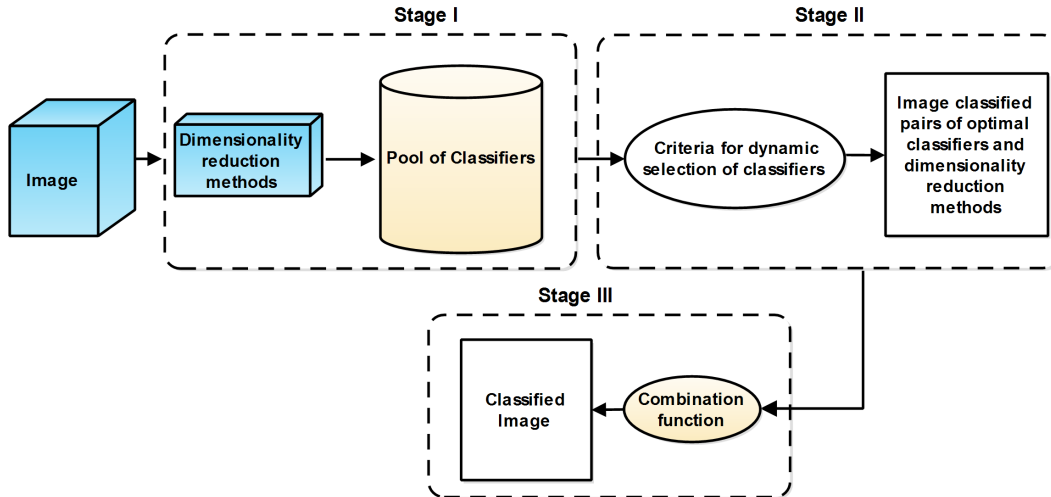 Stage I
Stage II
Image
Dimensionality
reduction
methods
Pool of Classifiers
Criteria for dynamic
selection of classifiers
Image classified
pairs of optimal
classifiers and
dimensionality
reduction
methods
Stage III
Classified
Image
Combination
function